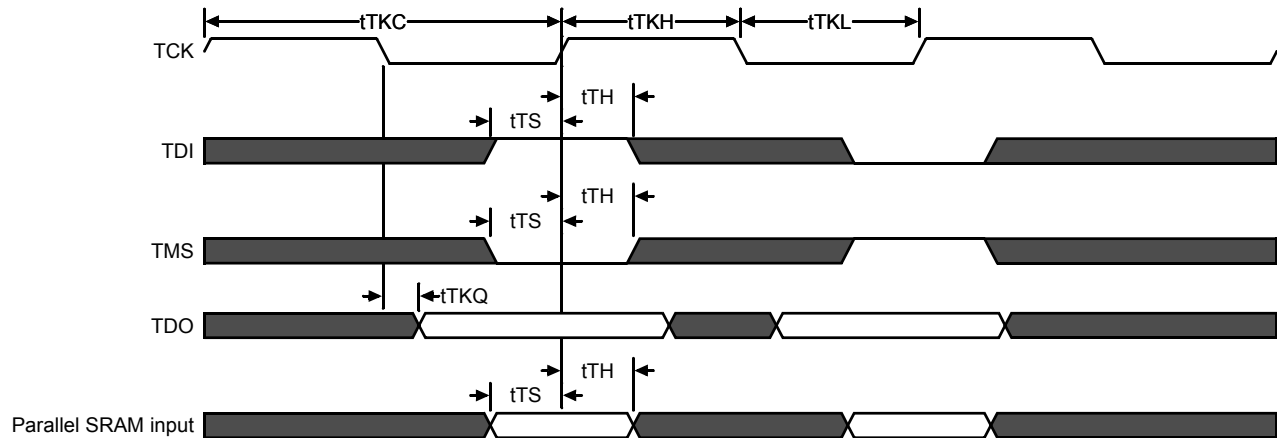 tTKC
tTKH
tTKL
TCK
tTH
tTS
TDI
tTH
tTS
TMS
tTKQ
TDO
tTH
tTS
Parallel SRAM input